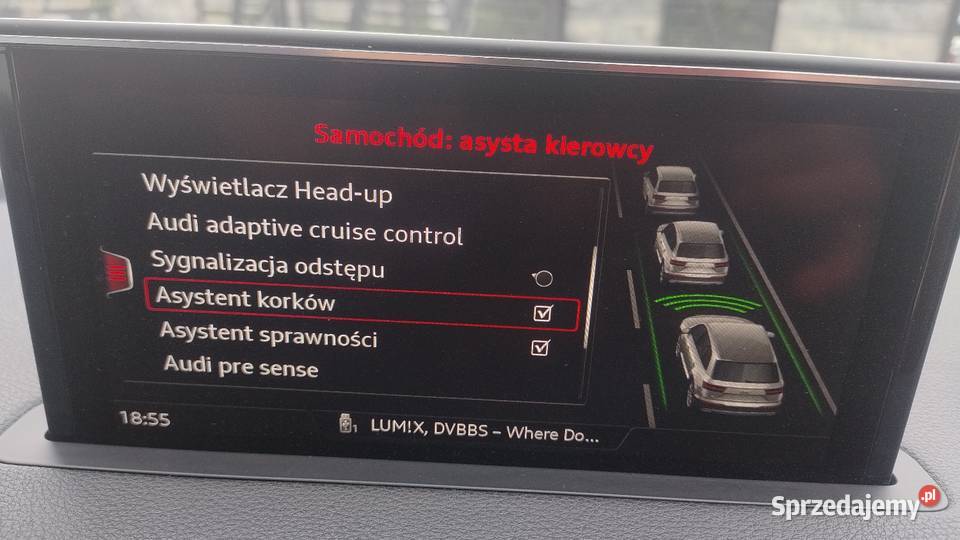 Samochód: asysta kierowcy
Wyświetlacz Head-up
Audi adaptive cruise control
Sygnalizacja odstępu
Asystent korków
Asystent sprawności
Audi pre sense
18:55
1 LUM!X, DVBBS – Where Do...
Sprzedajemy.pl